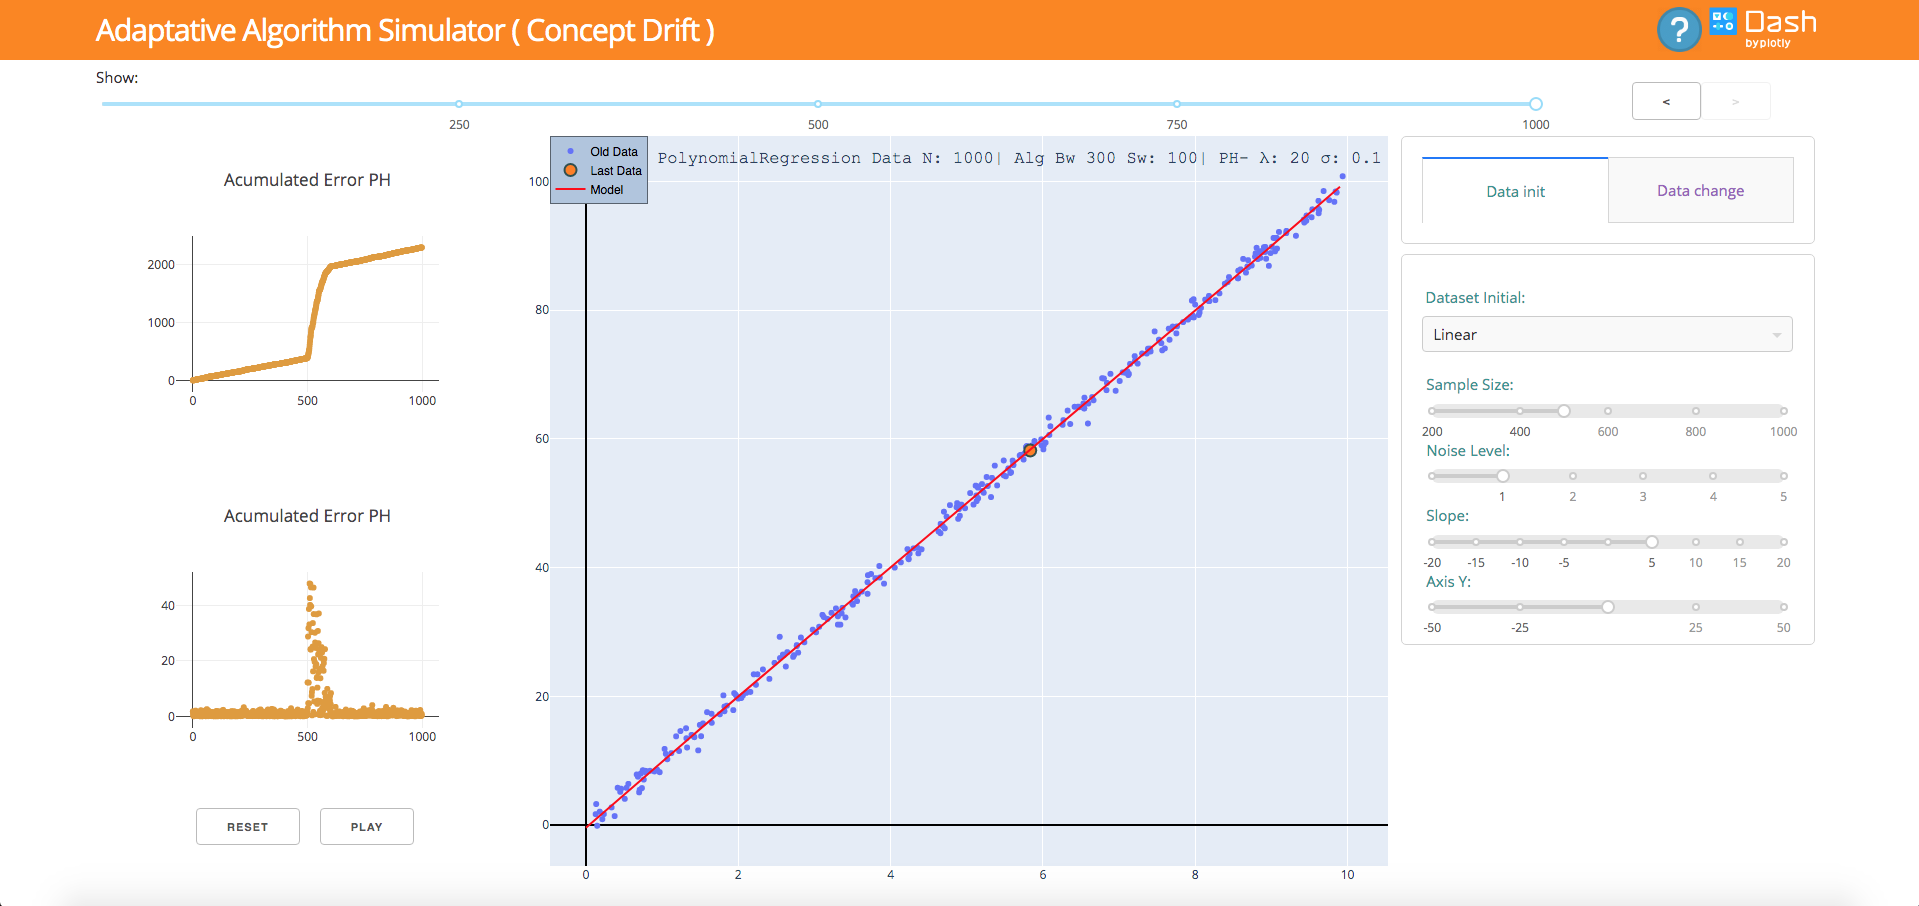 Adaptative Algorithm Simulator ( Concept Drift )
?
Dash
by plotly
Show:
250 500 750 1000
< >
Acumulated Error PH
2000
1000
0
0 500 1000
Acumulated Error PH
40
20
0
0 500 1000
RESET PLAY
Old Data
Last Data
Model
PolynomialRegression Data N: 1000| Alg Bw 300 Sw: 100| PH- λ: 20 σ: 0.1
100
80
60
40
20
0
0 2 4 6 8 10
Data init Data change
Dataset Initial:
Linear
Sample Size:
200 400 600 800 1000
Noise Level:
1 2 3 4 5
Slope:
-20 -15 -10 -5 5 10 15 20
Axis Y:
-50 -25 25 50